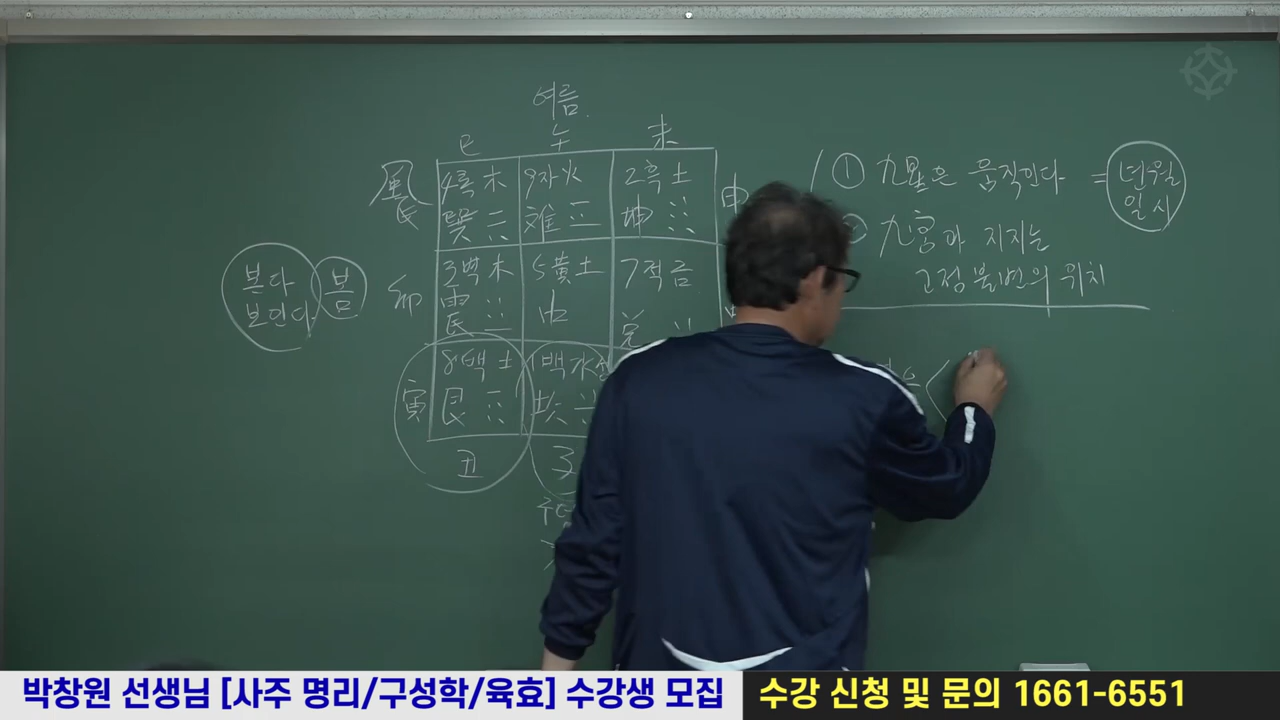 여름
巳 午 未
風
4록木 9자火 2흑土 申
巽☴ 離☲ 坤☷
본다
보인다
봄
卯
3벽木 5黃土 7적금
震☳ 中 兌
寅
8백土 1백水
艮☶ 坎
丑
① 九星은 움직인다 = 년월
일시
九宮과 지지는
고정불변의 위치
박창원 선생님 [사주 명리/구성학/육효] 수강생 모집
수강 신청 및 문의 1661-6551